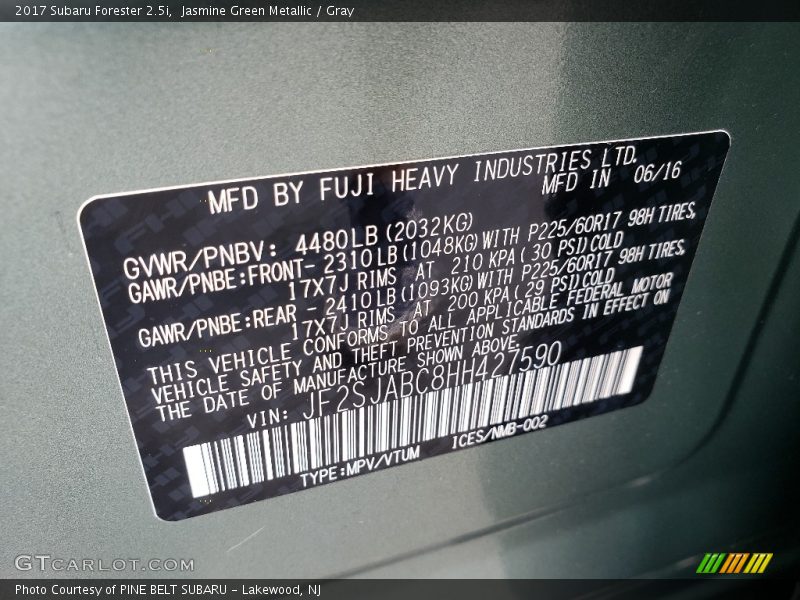 2017 Subaru Forester 2.5i, Jasmine Green Metallic / Gray
MFD BY FUJI HEAVY INDUSTRIES LTD.
MFD IN 06/16
GVWR/PNBV: 4480LB (2032KG)
GAWR/PNBE:FRONT- 2310LB (1048KG)WITH P225/60R17 98H TIRES,
17X7J RIMS AT 210 KPA ( 30 PSI)COLD
GAWR/PNBE:REAR - 2410LB (1093KG)WITH P225/60R17 98H TIRES,
17X7J RIMS AT 200 KPA ( 29 PSI)COLD
THIS VEHICLE CONFORMS TO ALL APPLICABLE FEDERAL MOTOR
VEHICLE SAFETY AND THEFT PREVENTION STANDARDS IN EFFECT ON
THE DATE OF MANUFACTURE SHOWN ABOVE.
VIN: JF2SJABC8HH427590
TYPE:MPV/VTUM ICES/NMB-002
GTCARLOT.COM
Photo Courtesy of PINE BELT SUBARU - Lakewood, NJ